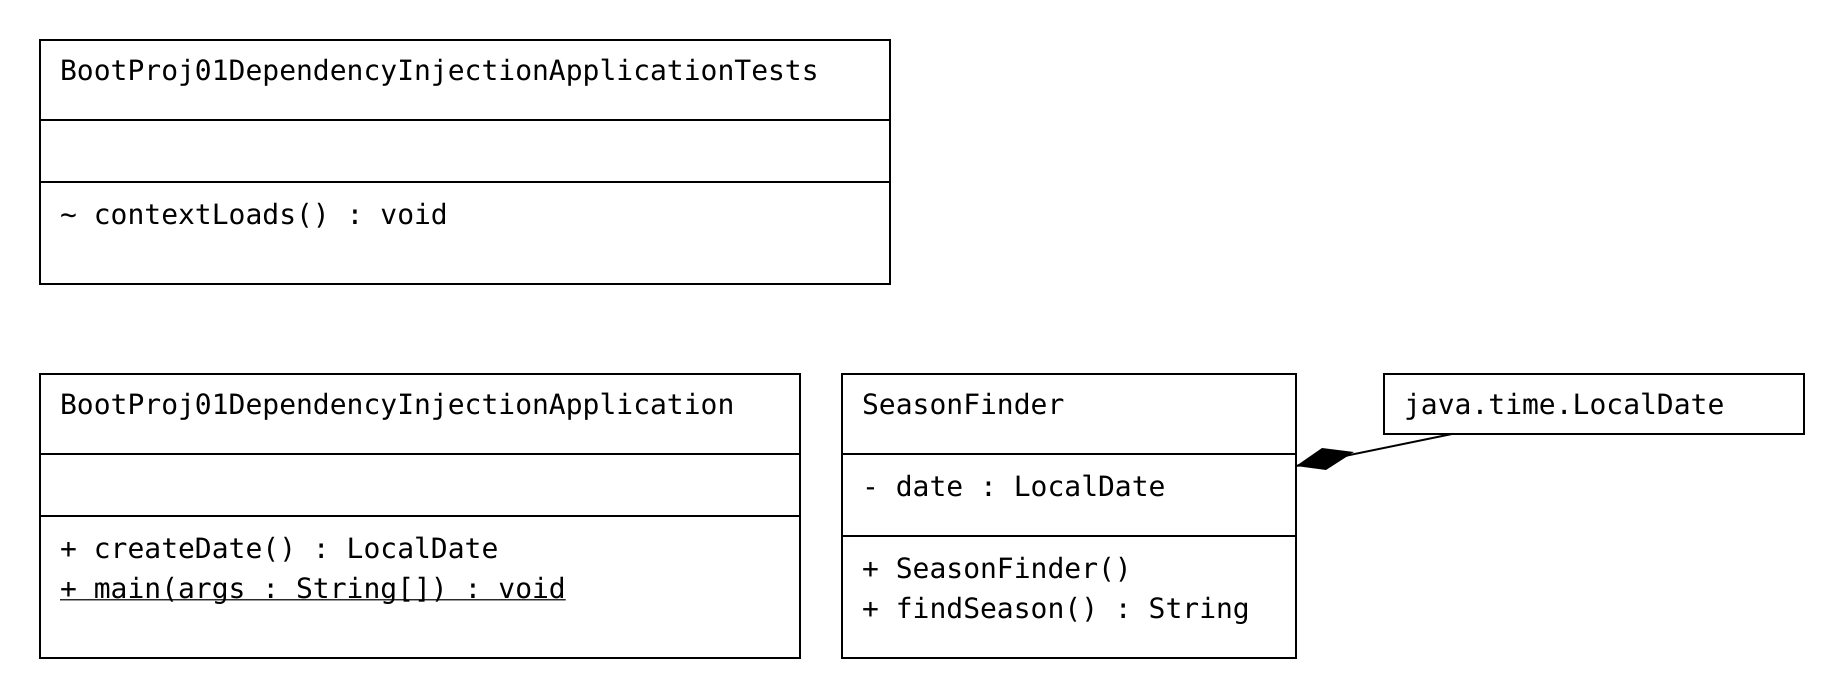 BootProj01DependencyInjectionApplicationTests
~ contextLoads() : void
BootProj01DependencyInjectionApplication
+ createDate() : LocalDate
+ main(args : String[]) : void
SeasonFinder
- date : LocalDate
+ SeasonFinder()
+ findSeason() : String
java.time.LocalDate